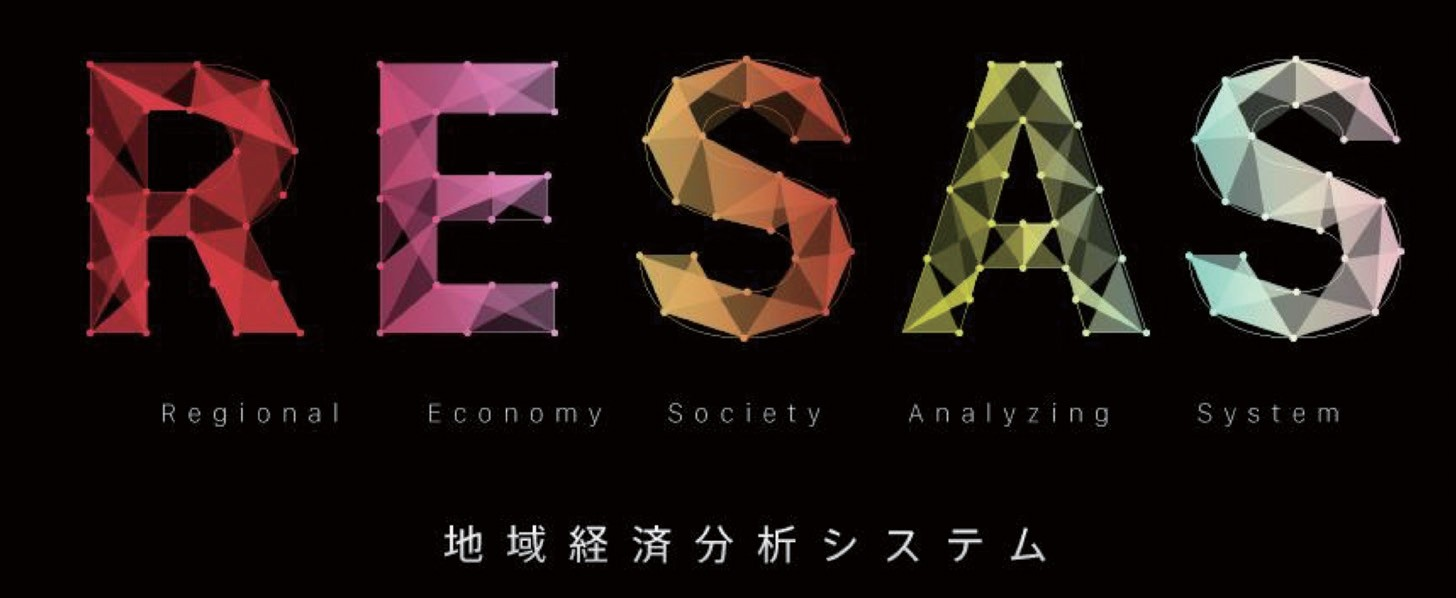 RESAS
Regional Economy Society Analyzing System
地域経済分析システム